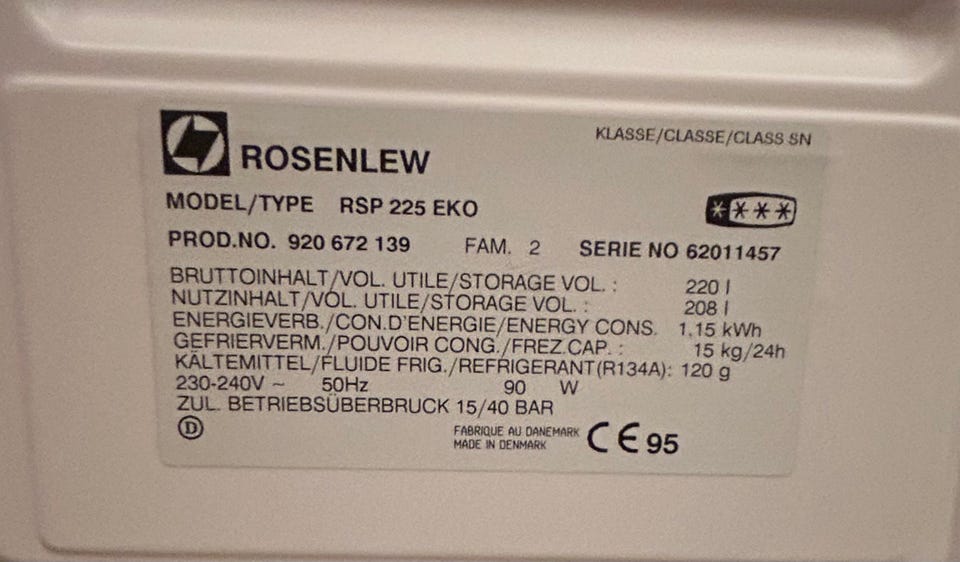 ROSENLEW
KLASSE/CLASSE/CLASS SN
MODEL/TYPE RSP 225 EKO
PROD.NO. 920 672 139 FAM. 2 SERIE NO 62011457
BRUTTOINHALT/VOL. UTILE/STORAGE VOL. : 220 l
NUTZINHALT/VOL. UTILE/STORAGE VOL. : 208 l
ENERGIEVERB./CON.D'ENERGIE/ENERGY CONS. 1,15 kWh
GEFRIERVERM./POUVOIR CONG./FREZ.CAP. : 15 kg/24h
KÄLTEMITTEL/FLUIDE FRIG./REFRIGERANT(R134A): 120 g
230-240V ~ 50Hz 90 W
ZUL. BETRIEBSÜBERBRUCK 15/40 BAR
D
FABRIQUE AU DANEMARK
MADE IN DENMARK
CE 95